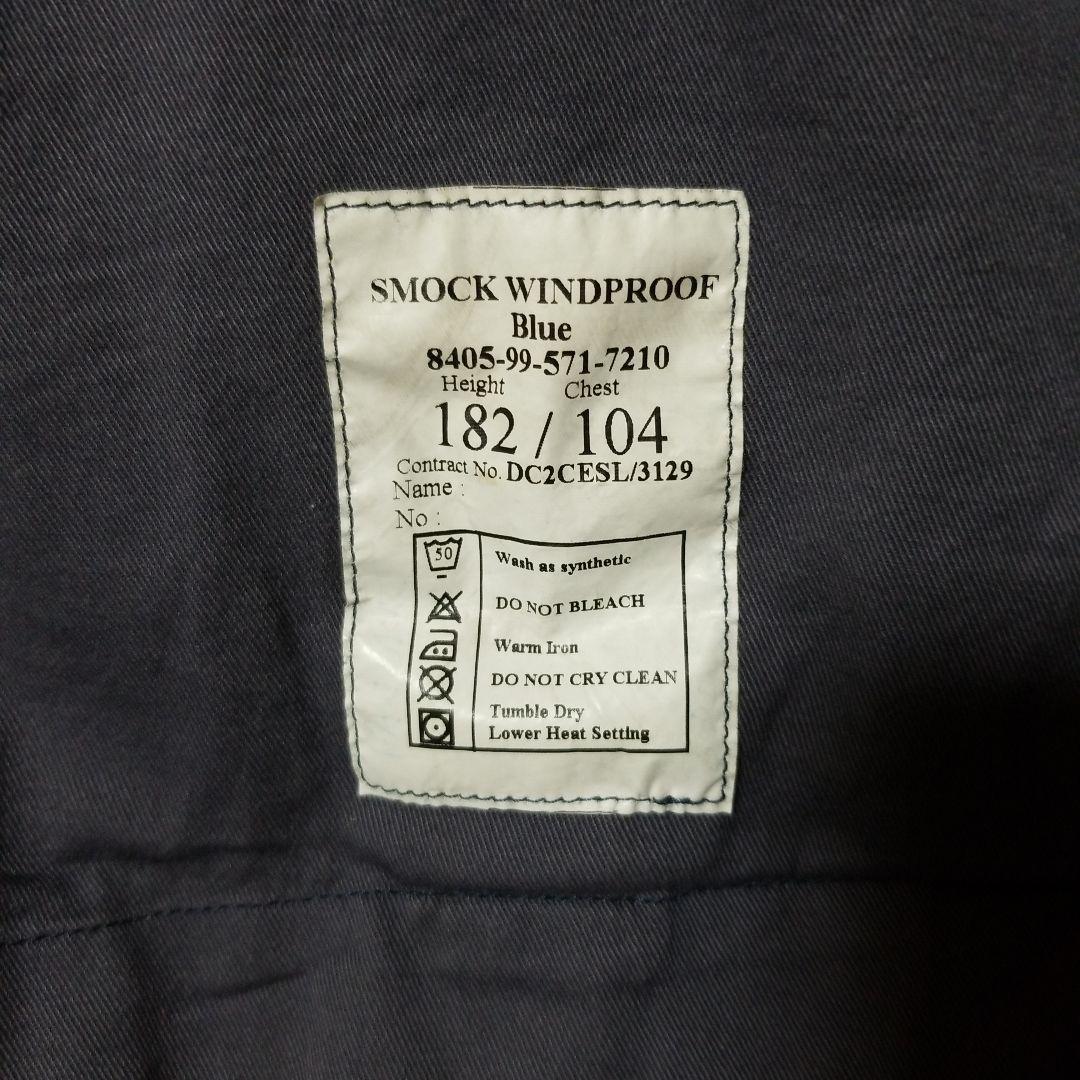 SMOCK WINDPROOF
Blue
8405-99-571-7210
Height Chest
182 / 104
Contract No. DC2CESL/3129
Name :
No :
50 Wash as synthetic
DO NOT BLEACH
Warm Iron
DO NOT CRY CLEAN
Tumble Dry
Lower Heat Setting